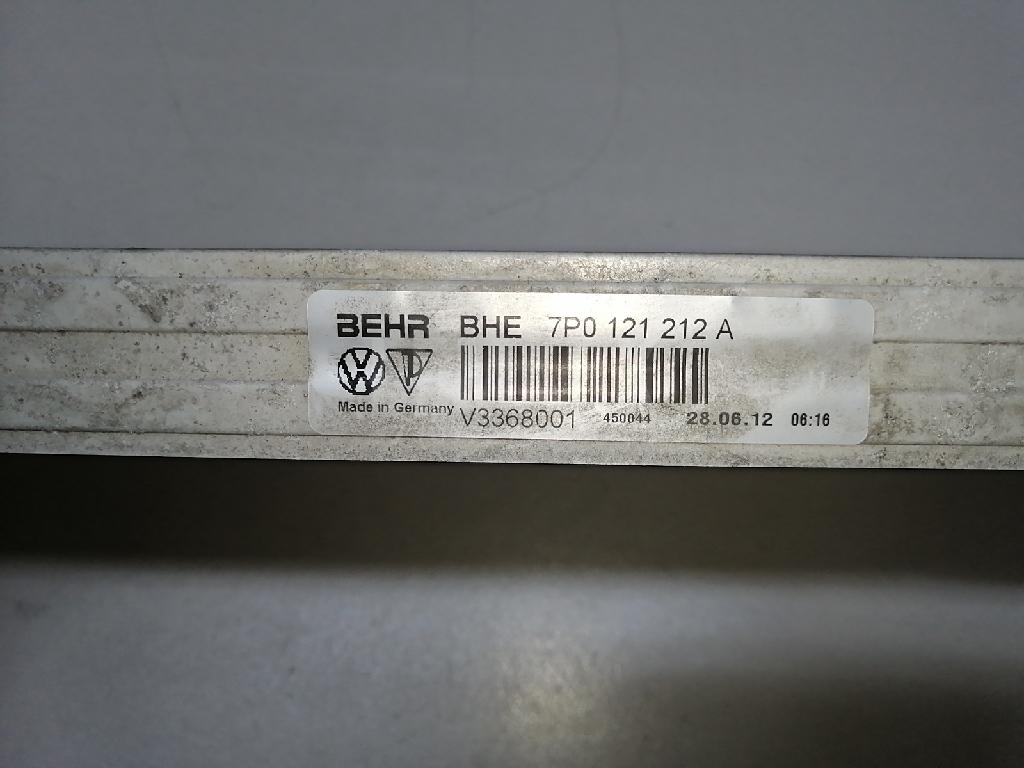 BEHR BHE 7P0 121 212 A
Made in Germany V3368001 450044 28.06.12 06:16